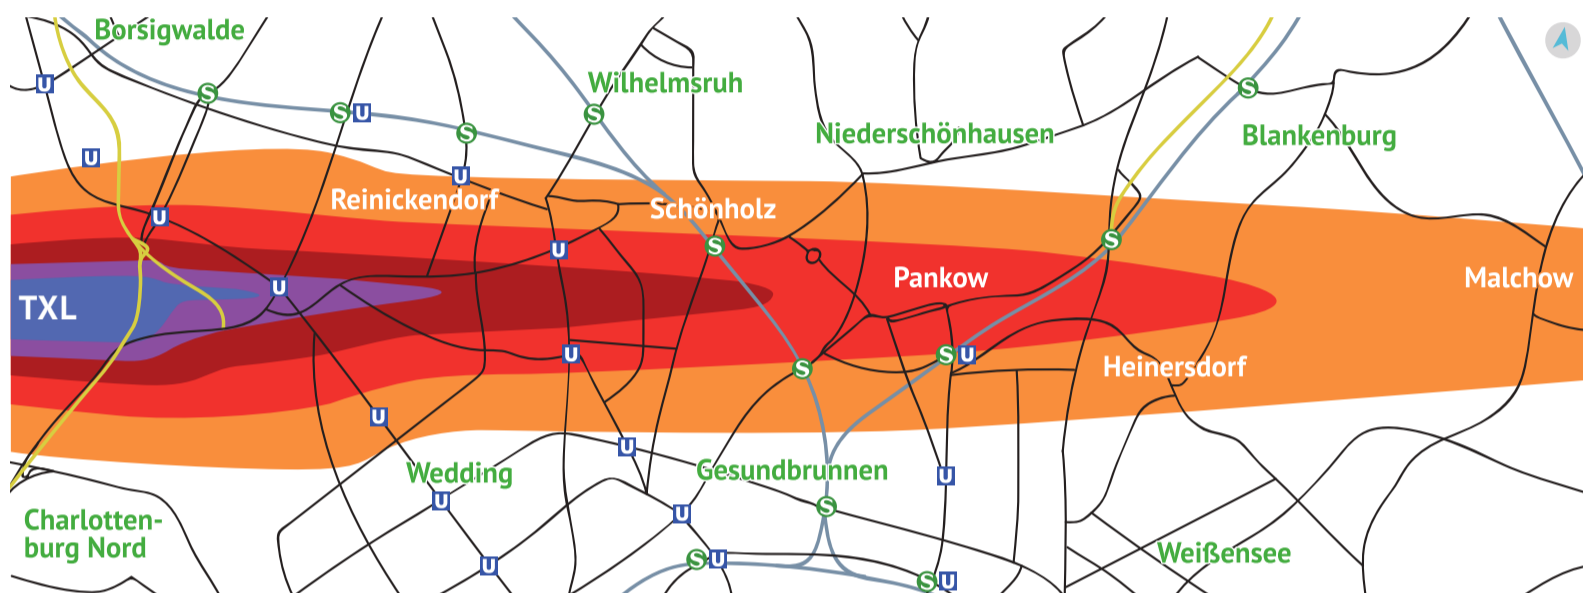 Borsigwalde
U
S
S U
S
U
U
U
Wilhelmsruh
S
Niederschönhausen
S
Blankenburg
Reinickendorf
Schönholz
U
S
S
Pankow
Malchow
TXL
U
U
S
S U
Heinersdorf
U
U
Wedding
Gesundbrunnen
U
U
S
U
Charlotten-
burg Nord
U
S U
S U
Weißensee